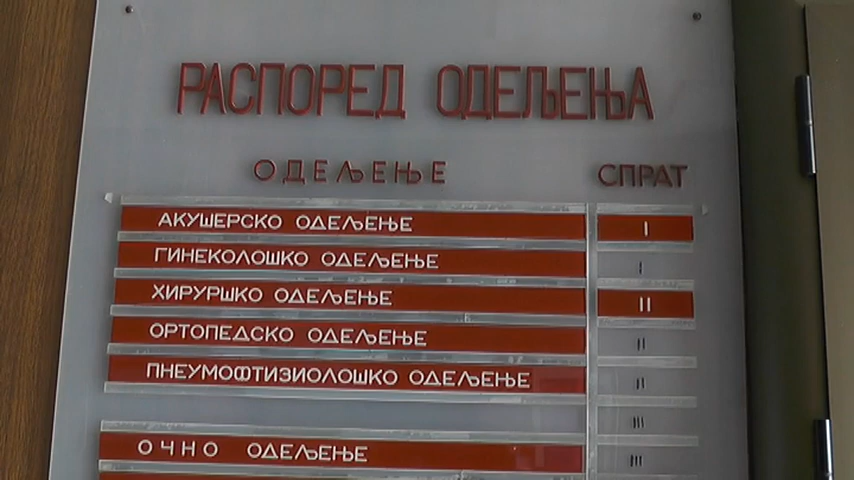 РАСПОРЕД ОДЕЉЕЊА
ОДЕЉЕЊЕ СПРАТ
АКУШЕРСКО ОДЕЉЕЊЕ I
ГИНЕКОЛОШКО ОДЕЉЕЊЕ I
ХИРУРШКО ОДЕЉЕЊЕ II
ОРТОПЕДСКО ОДЕЉЕЊЕ II
ПНЕУМОФТИЗИОЛОШКО ОДЕЉЕЊЕ II
III
ОЧНО ОДЕЉЕЊЕ III